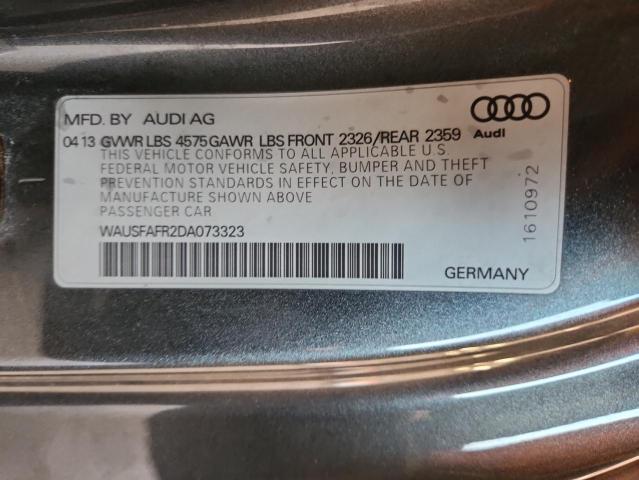 MFD. BY AUDI AG
04 13 GVWR LBS 4575 GAWR LBS FRONT 2326/REAR 2359
THIS VEHICLE CONFORMS TO ALL APPLICABLE U S
FEDERAL MOTOR VEHICLE SAFETY, BUMPER AND THEFT
PREVENTION STANDARDS IN EFFECT ON THE DATE OF
MANUFACTURE SHOWN ABOVE
PASSENGER CAR
WAUSFAFR2DA073323
GERMANY
Audi
1610972